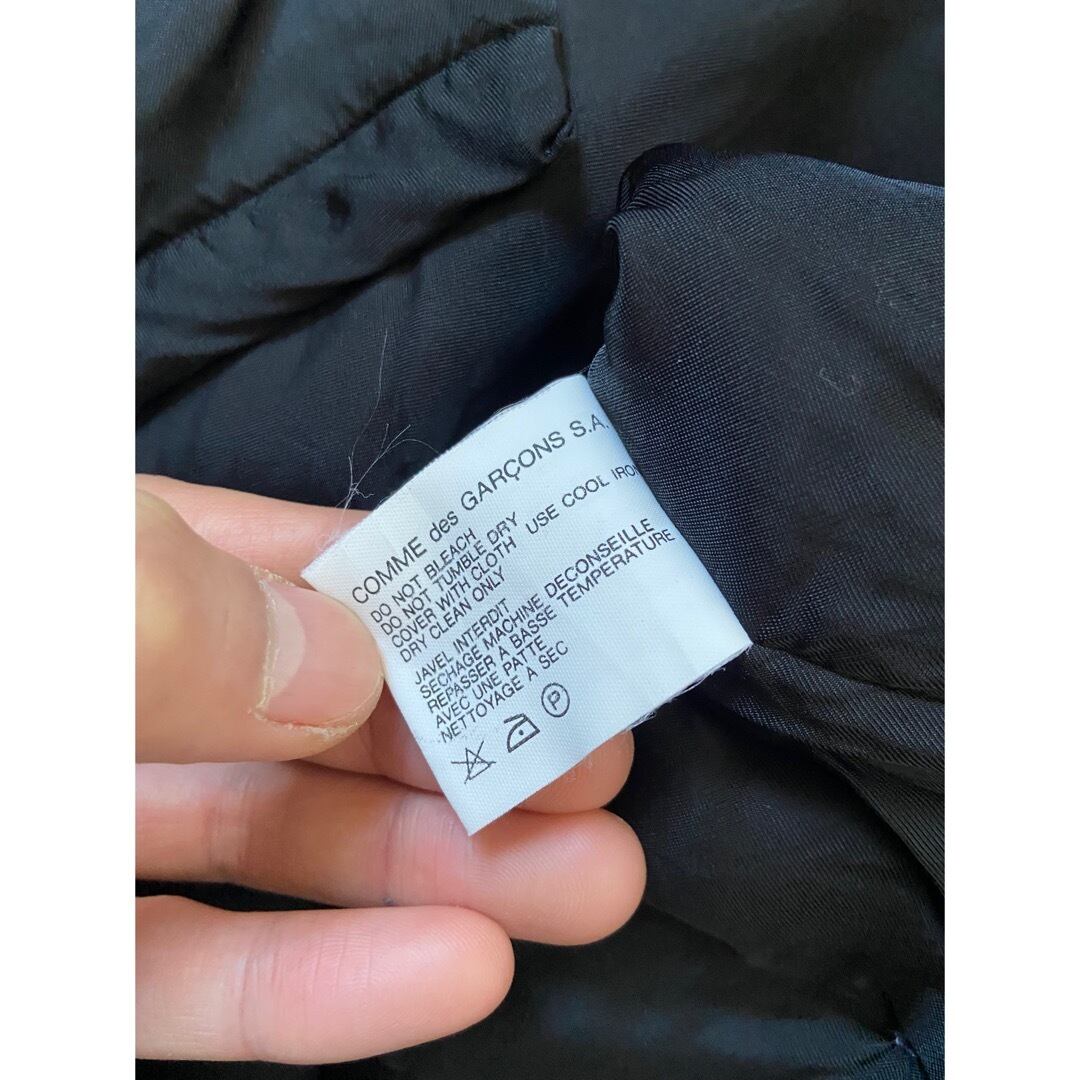 COMME des GARÇONS S.A.
DO NOT BLEACH
DO NOT TUMBLE DRY
COVER WITH CLOTH USE COOL IRON
DRY CLEAN ONLY
JAVEL INTERDIT
SECHAGE MACHINE DECONSEILLE
REPASSER À BASSE TEMPERATURE
AVEC UNE PATTE
NETTOYAGE À SEC
P